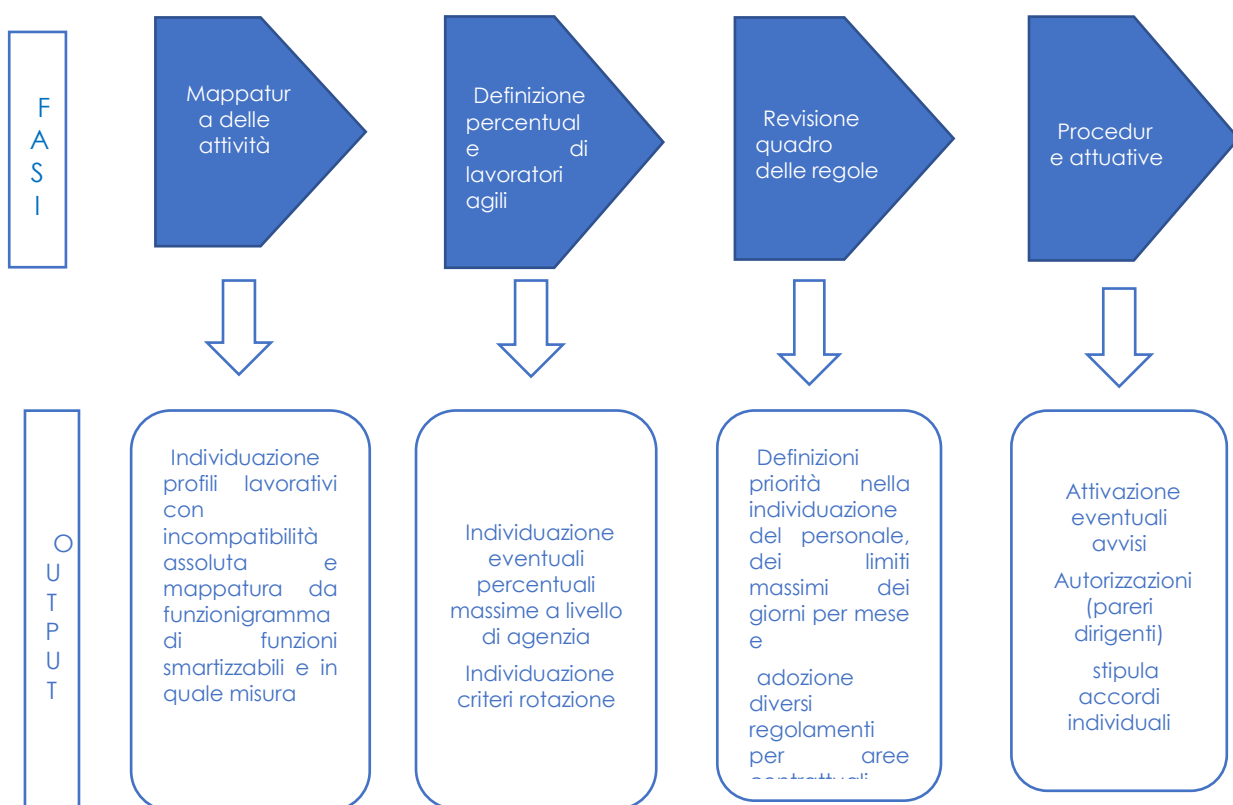 F
A
S
I
Mappatur
a delle
attività
Definizione
percentual
e di
lavoratori
agili
Revisione
quadro
delle regole
Procedur
e attuative
O
U
T
P
U
T
Individuazione
profili lavorativi
con
incompatibilità
assoluta e
mappatura da
funzionigramma
di funzioni
smartizzabili e in
quale misura
Individuazione
eventuali
percentuali
massime a livello
di agenzia
Individuazione
criteri rotazione
Definizioni
priorità nella
individuazione
del personale,
dei limiti
massimi dei
giorni per mese
e
adozione
diversi
regolamenti
per aree
contrattuali
Attivazione
eventuali
avvisi
Autorizzazioni
(pareri
dirigenti)
stipula
accordi
individuali